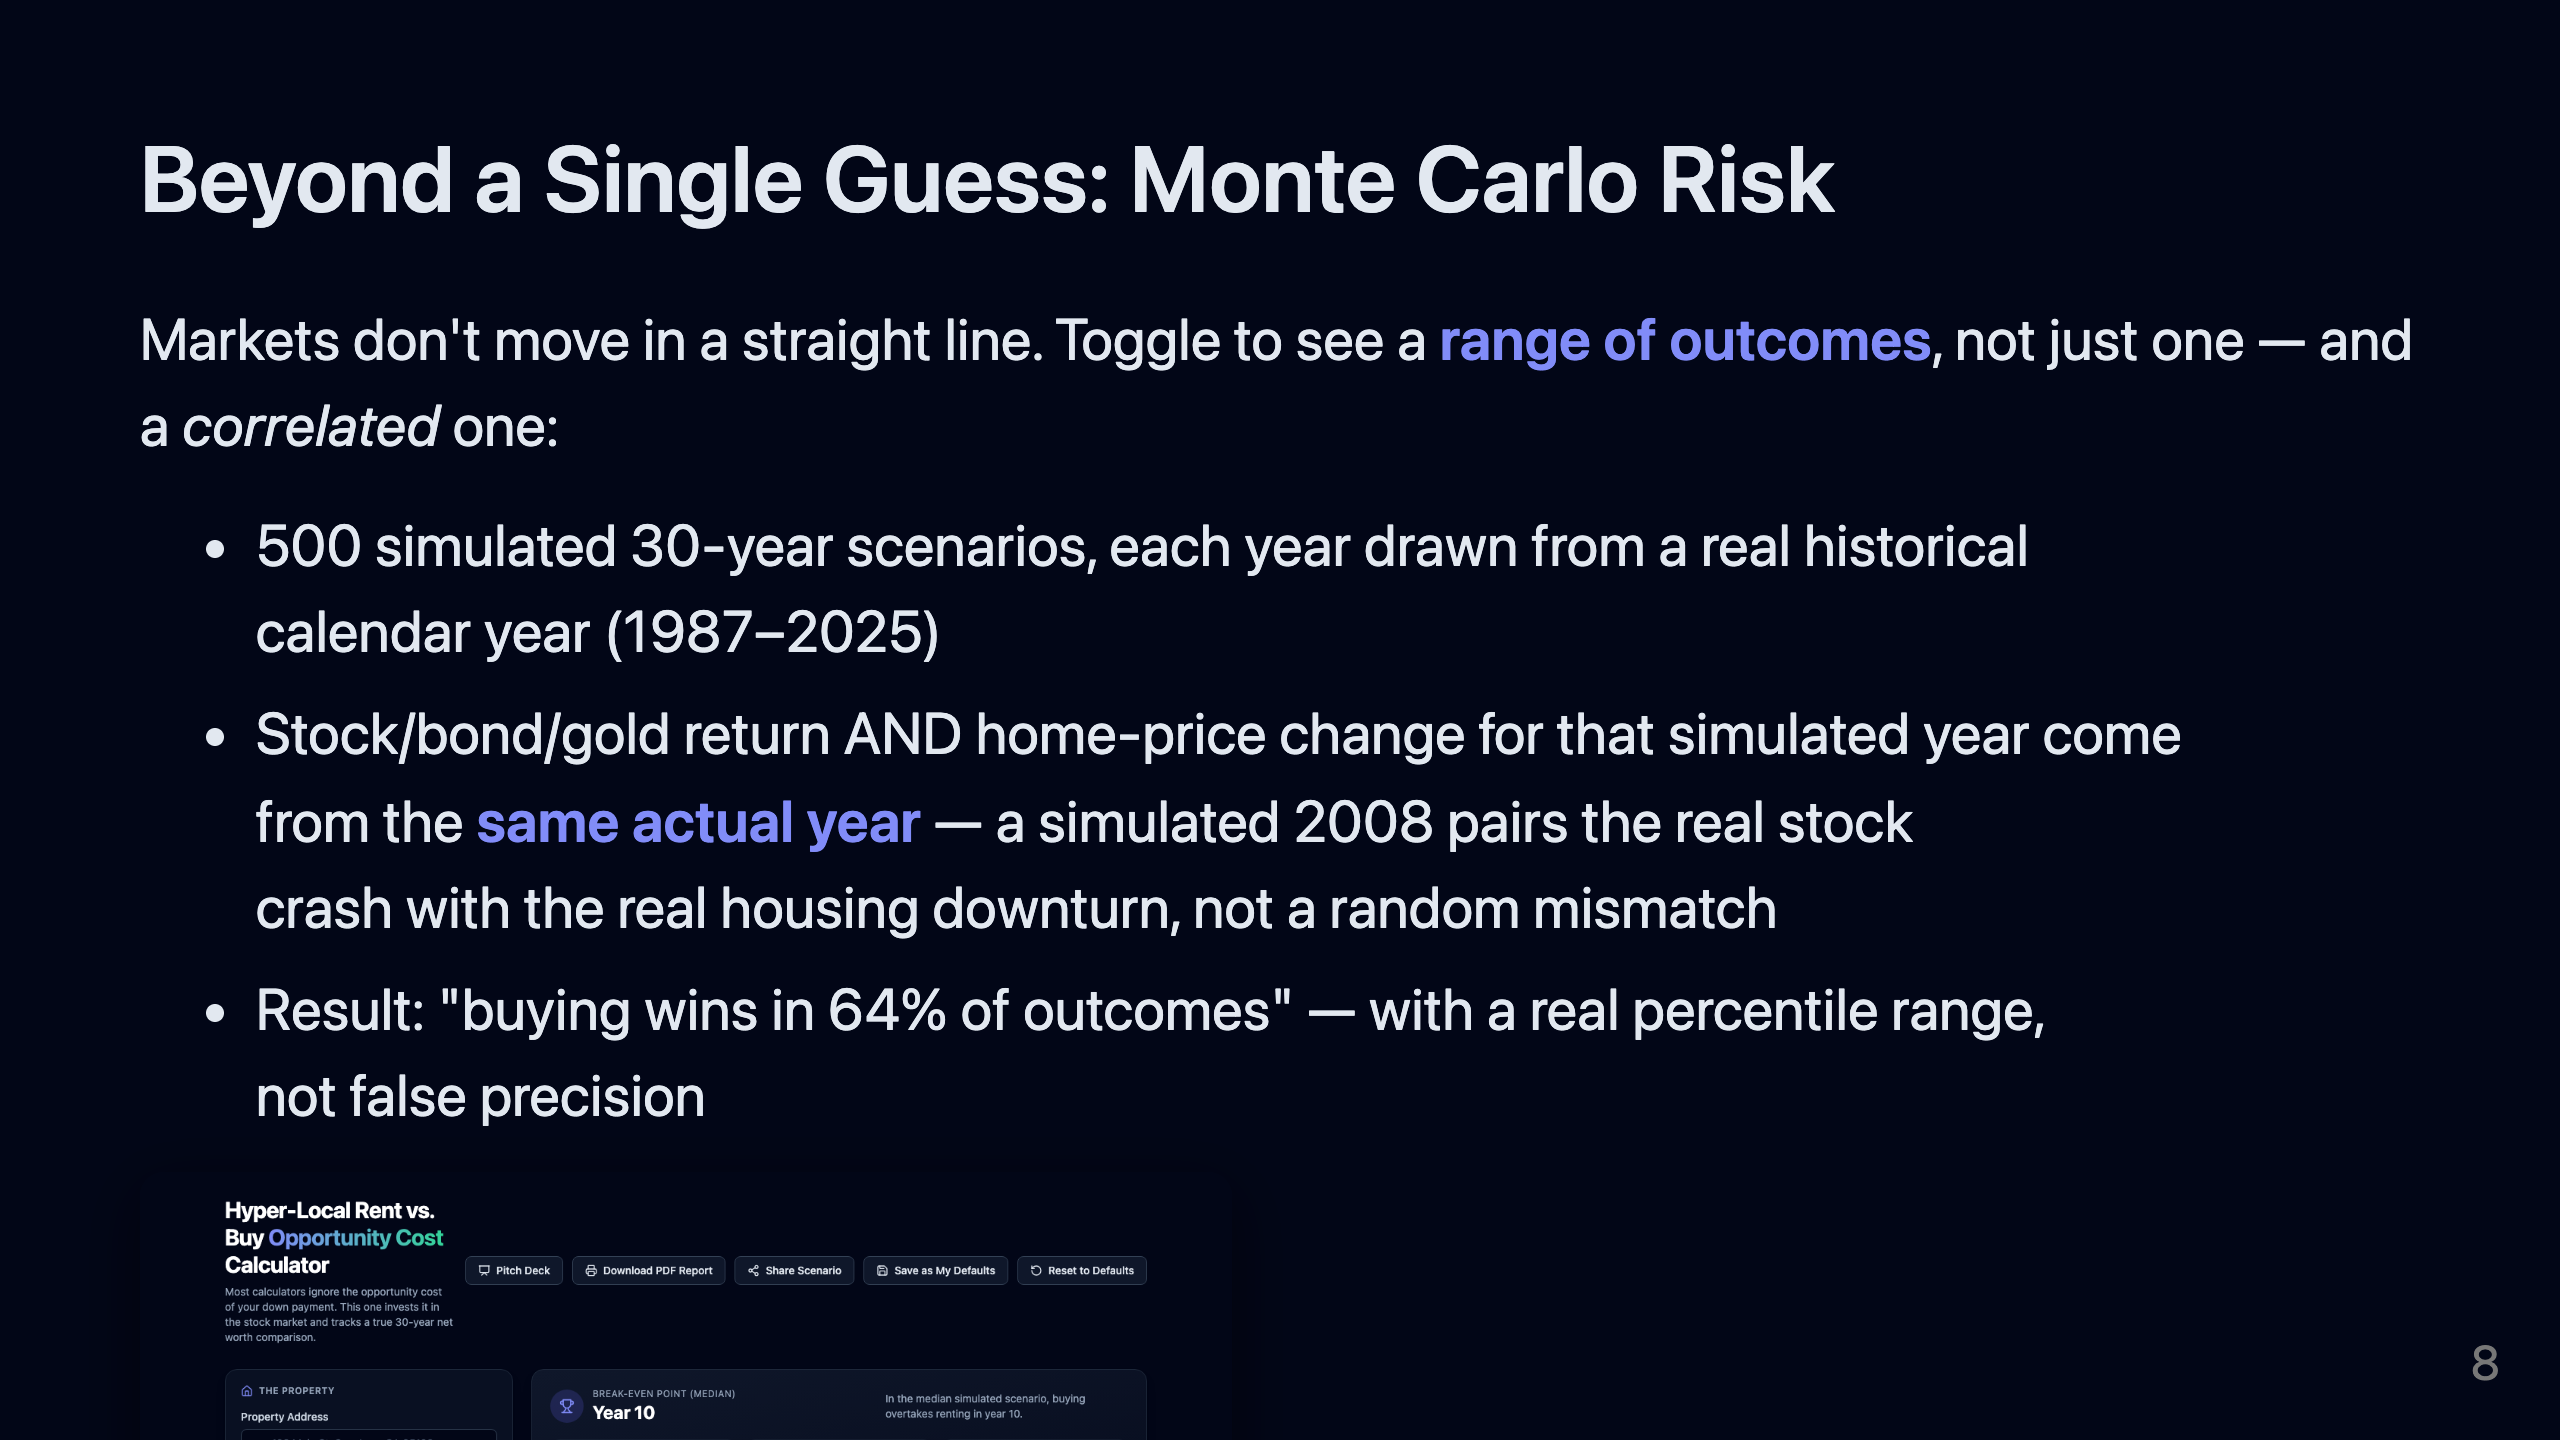 Beyond a Single Guess: Monte Carlo Risk
Markets don't move in a straight line. Toggle to see a range of outcomes, not just one — and
a correlated one:
• 500 simulated 30-year scenarios, each year drawn from a real historical
calendar year (1987–2025)
• Stock/bond/gold return AND home-price change for that simulated year come
from the same actual year — a simulated 2008 pairs the real stock
crash with the real housing downturn, not a random mismatch
• Result: "buying wins in 64% of outcomes" — with a real percentile range,
not false precision
Hyper-Local Rent vs.
Buy Opportunity Cost
Calculator
Most calculators ignore the opportunity cost
of your down payment. This one invests it in
the stock market and tracks a true 30-year net
worth comparison.
Pitch Deck
Download PDF Report
Share Scenario
Save as My Defaults
Reset to Defaults
THE PROPERTY
Property Address
BREAK-EVEN POINT (MEDIAN)
Year 10
In the median simulated scenario, buying
overtakes renting in year 10.
8